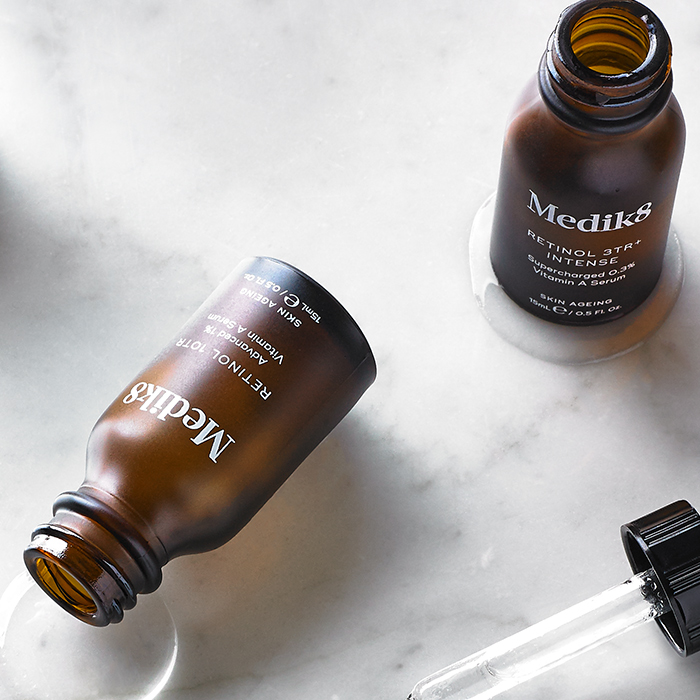 Medik8
RETINOL 3TR+
INTENSE
Supercharged 0.3%
Vitamin A Serum
SKIN AGEING
15mL ℮ / 0.5 FL Oz.
Medik8
RETINOL 10TR
Advanced 1%
Vitamin A Serum
SKIN AGEING
15mL ℮ / 0.5 FL Oz